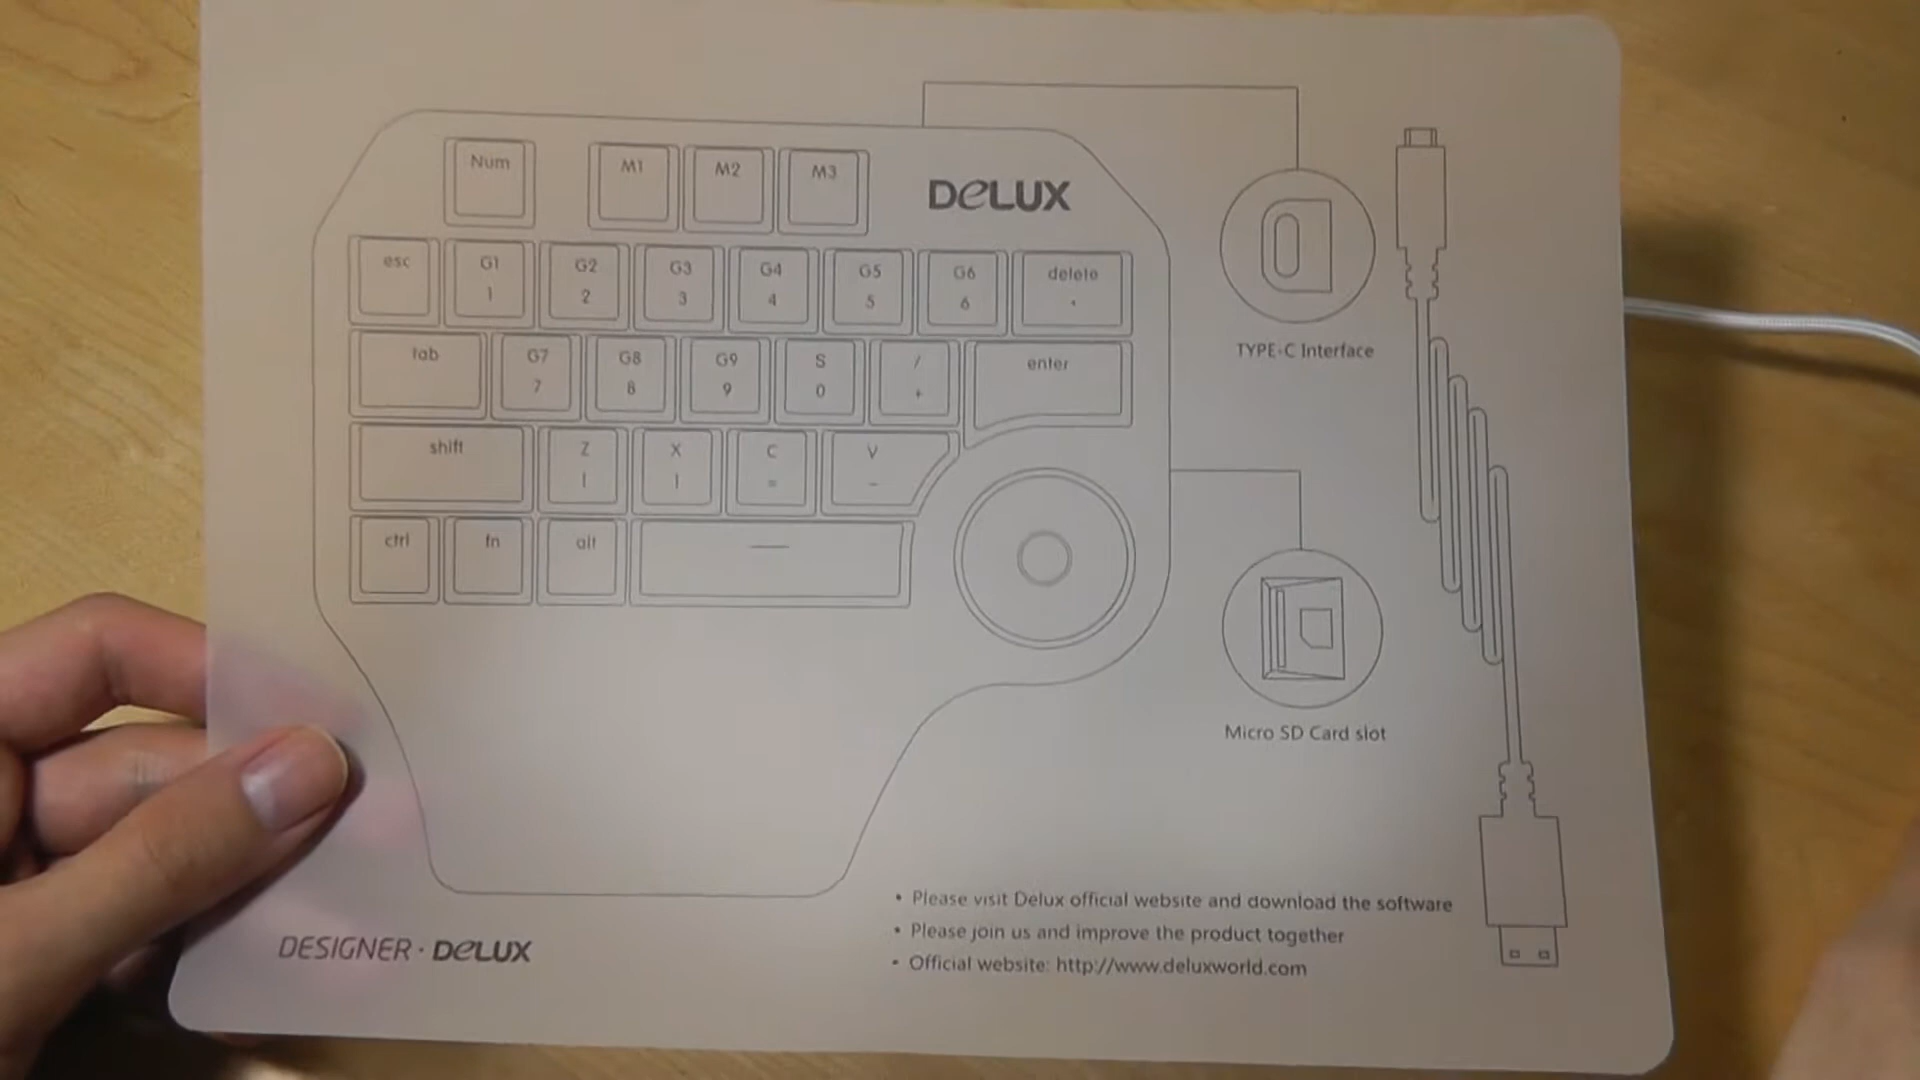 Num M1 M2 M3 DeLUX
esc G1 G2 G3 G4 G5 G6 delete
1 2 3 4 5 6
tab G7 G8 G9 S / enter
7 8 9 0 +
TYPE-C Interface
shift Z X C V
= -
ctrl fn alt
Micro SD Card slot
• Please visit Delux official website and download the software
• Please join us and improve the product together
• Official website: http://www.deluxworld.com
DESIGNER · DeLUX